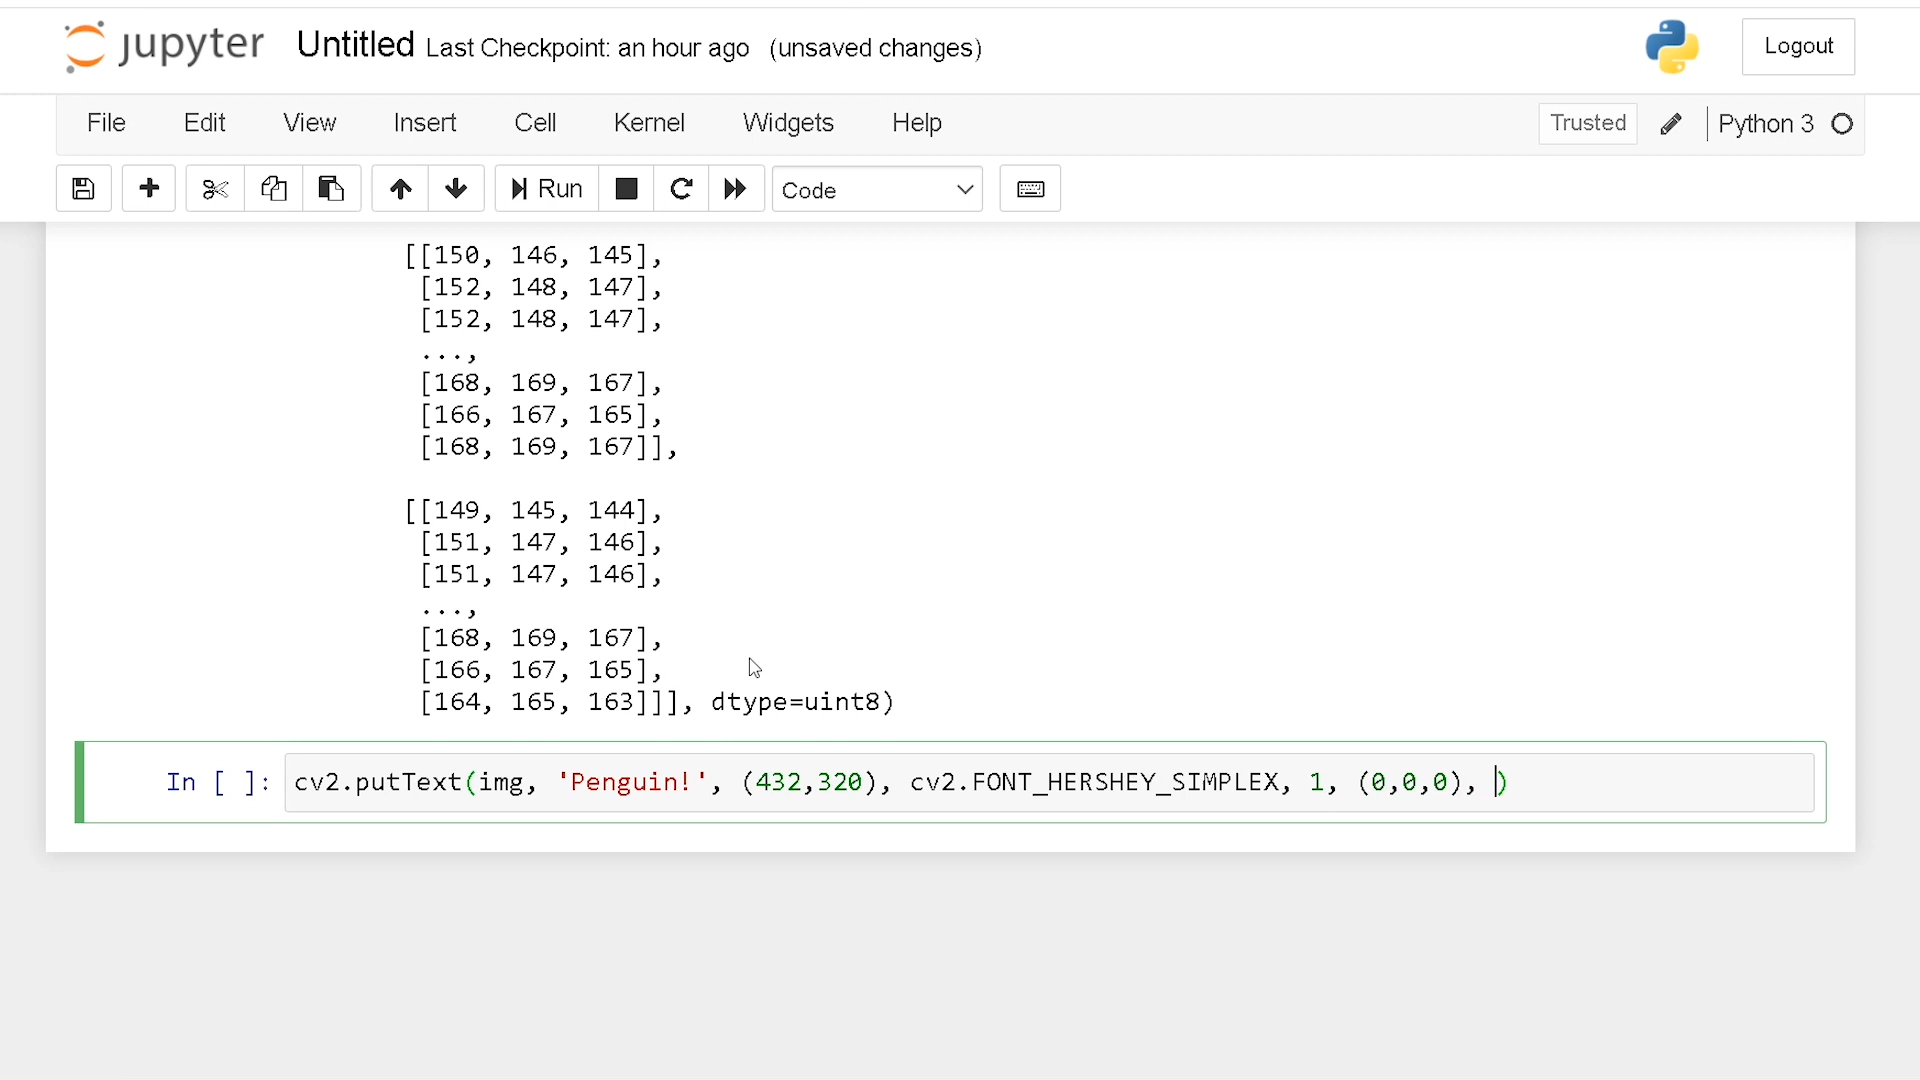 jupyter Untitled Last Checkpoint: an hour ago (unsaved changes) Logout
File Edit View Insert Cell Kernel Widgets Help Trusted Python 3
Run Code
[[150, 146, 145],
[152, 148, 147],
[152, 148, 147],
...,
[168, 169, 167],
[166, 167, 165],
[168, 169, 167]],
[[149, 145, 144],
[151, 147, 146],
[151, 147, 146],
...,
[168, 169, 167],
[166, 167, 165],
[164, 165, 163]]], dtype=uint8)
In [ ]: cv2.putText(img, 'Penguin!', (432,320), cv2.FONT_HERSHEY_SIMPLEX, 1, (0,0,0), )